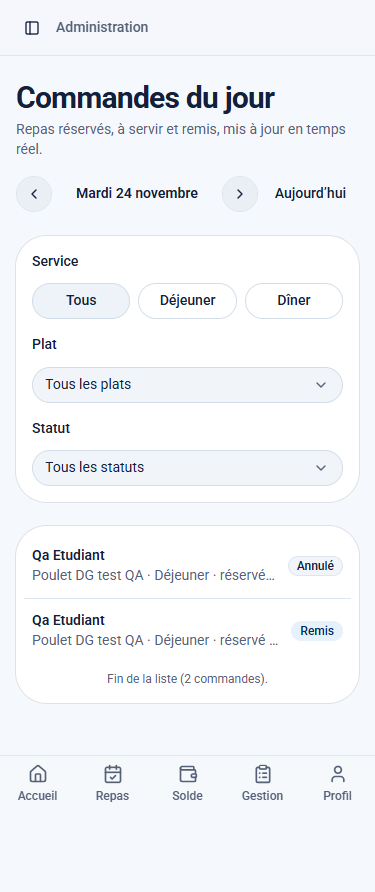 Administration
Commandes du jour
Repas réservés, à servir et remis, mis à jour en temps
réel.
Mardi 24 novembre
Aujourd’hui
Service
Tous
Déjeuner
Dîner
Plat
Tous les plats
Statut
Tous les statuts
Qa Etudiant
Poulet DG test QA · Déjeuner · réservé…
Annulé
Qa Etudiant
Poulet DG test QA · Déjeuner · réservé …
Remis
Fin de la liste (2 commandes).
Accueil
Repas
Solde
Gestion
Profil